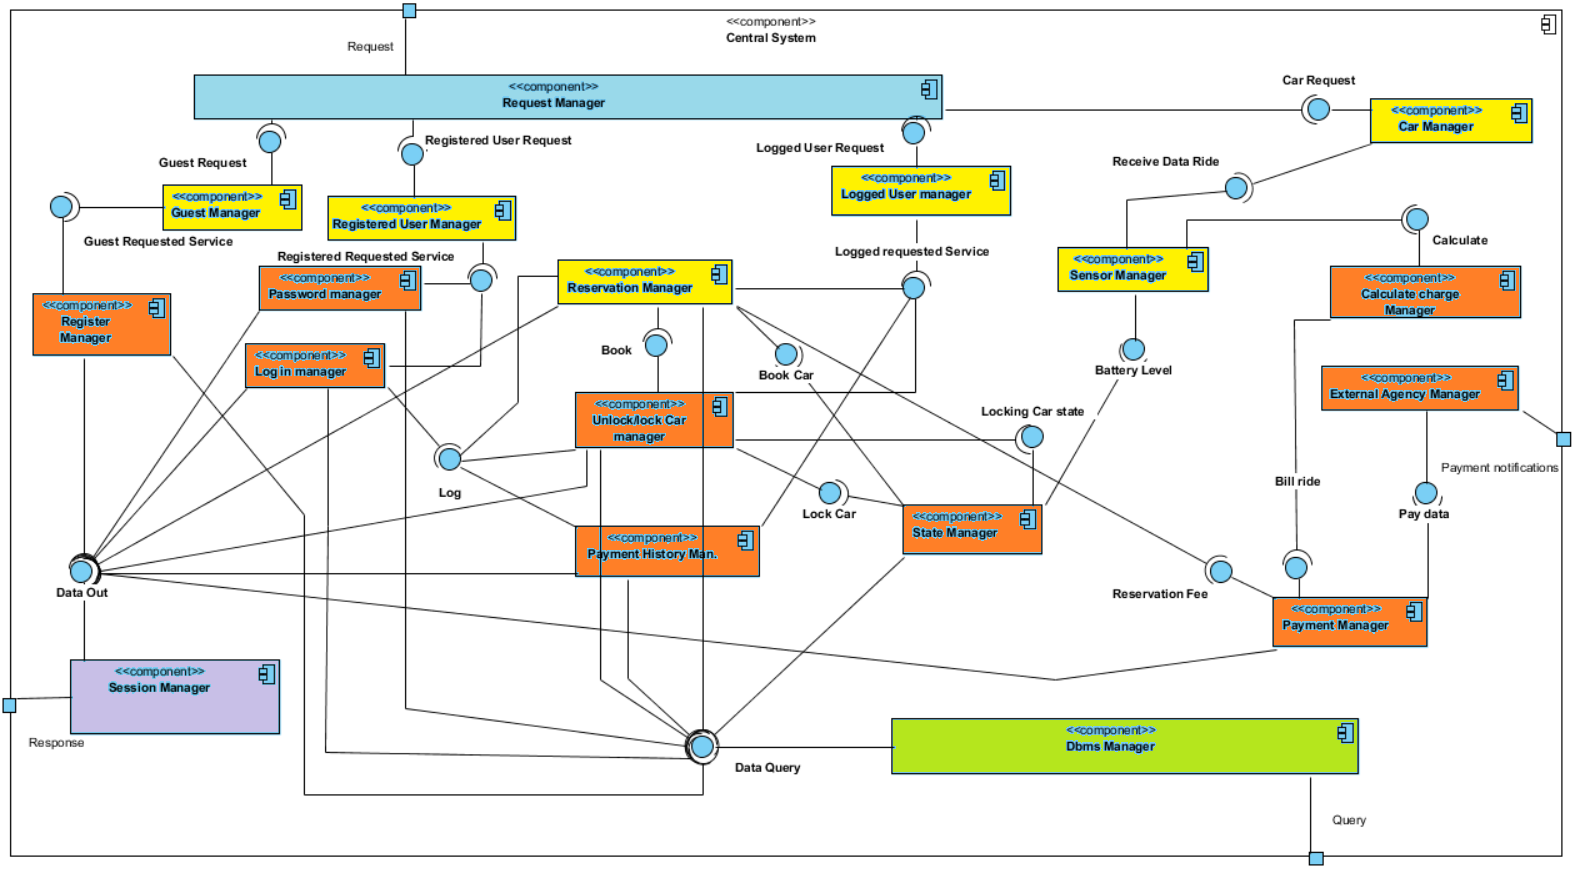 <<component>>
Central System
Request
<<component>>
Request Manager
Car Request
<<component>>
Car Manager
Registered User Request
Logged User Request
Guest Request
Receive Data Ride
<<component>>
Guest Manager
<<component>>
Registered User Manager
<<component>>
Logged User manager
Guest Requested Service
Calculate
Registered Requested Service
Logged requested Service
<<component>>
Sensor Manager
<<component>>
Password manager
<<component>>
Reservation Manager
<<component>>
Calculate charge
Manager
<<component>>
Register
Manager
<<component>>
Log in manager
Book
Book Car
Battery Level
<<component>>
External Agency Manager
<<component>>
Unlock/lock Car
manager
Locking Car state
Payment notifications
Log
Bill ride
Lock Car
Pay data
<<component>>
State Manager
<<component>>
Payment History Man.
Data Out
Reservation Fee
<<component>>
Payment Manager
<<component>>
Session Manager
Response
<<component>>
Dbms Manager
Data Query
Query